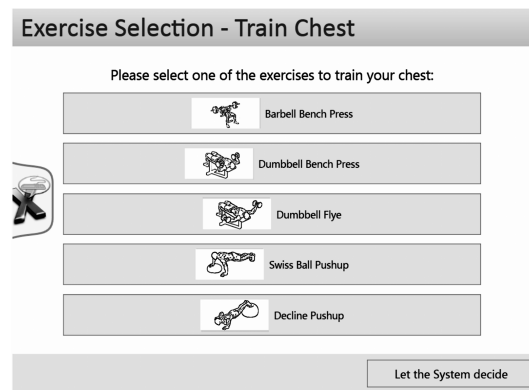 Exercise Selection - Train Chest
Please select one of the exercises to train your chest:
Barbell Bench Press
Dumbbell Bench Press
Dumbbell Flye
Swiss Ball Pushup
Decline Pushup
Let the System decide